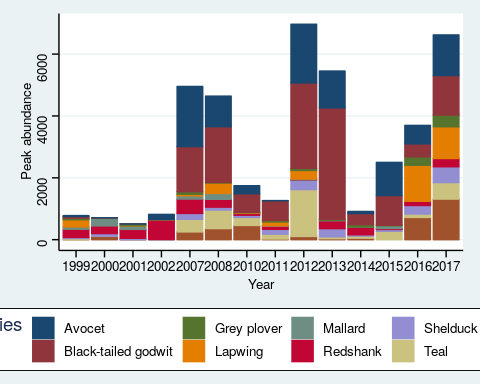 6000
4000
2000
0
Peak abundance
1999 2000 2001 2002 2007 2008 2010 2011 2012 2013 2014 2015 2016 2017
Year
ies Avocet Grey plover Mallard Shelduck
Black-tailed godwit Lapwing Redshank Teal